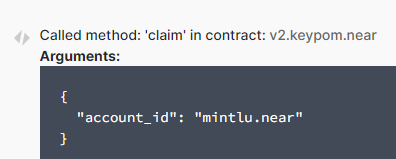 Called method: 'claim' in contract: v2.keypom.near
Arguments:
{
"account_id": "mintlu.near"
}